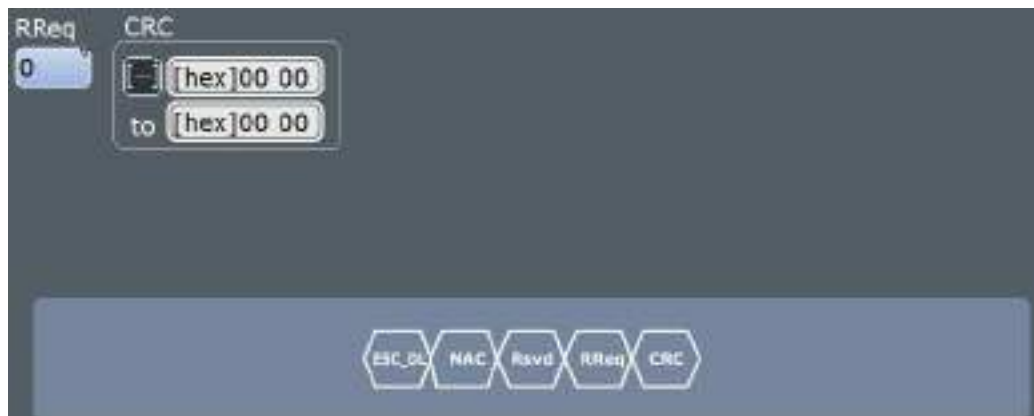 RReq CRC
0 [hex]00 00
to [hex]00 00
ESC_DL NAC Rsvd RReq CRC